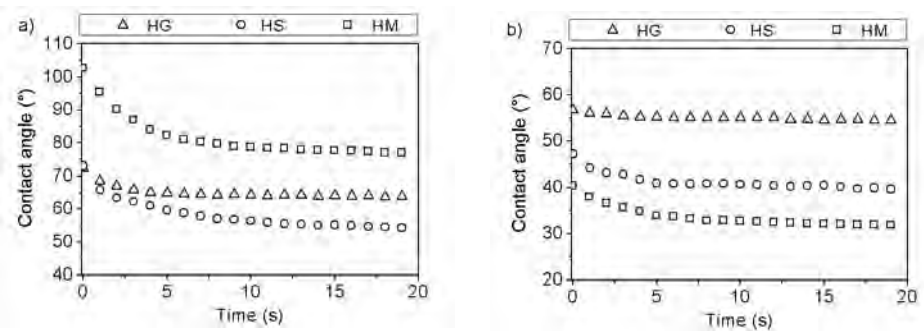 a)
△ HG ○ HS □ HM
110
100
90
80
70
60
50
40
Contact angle (°)
0 5 10 15 20
Time (s)
b)
△ HG ○ HS □ HM
70
60
50
40
30
20
Contact angle (°)
0 5 10 15 20
Time (s)